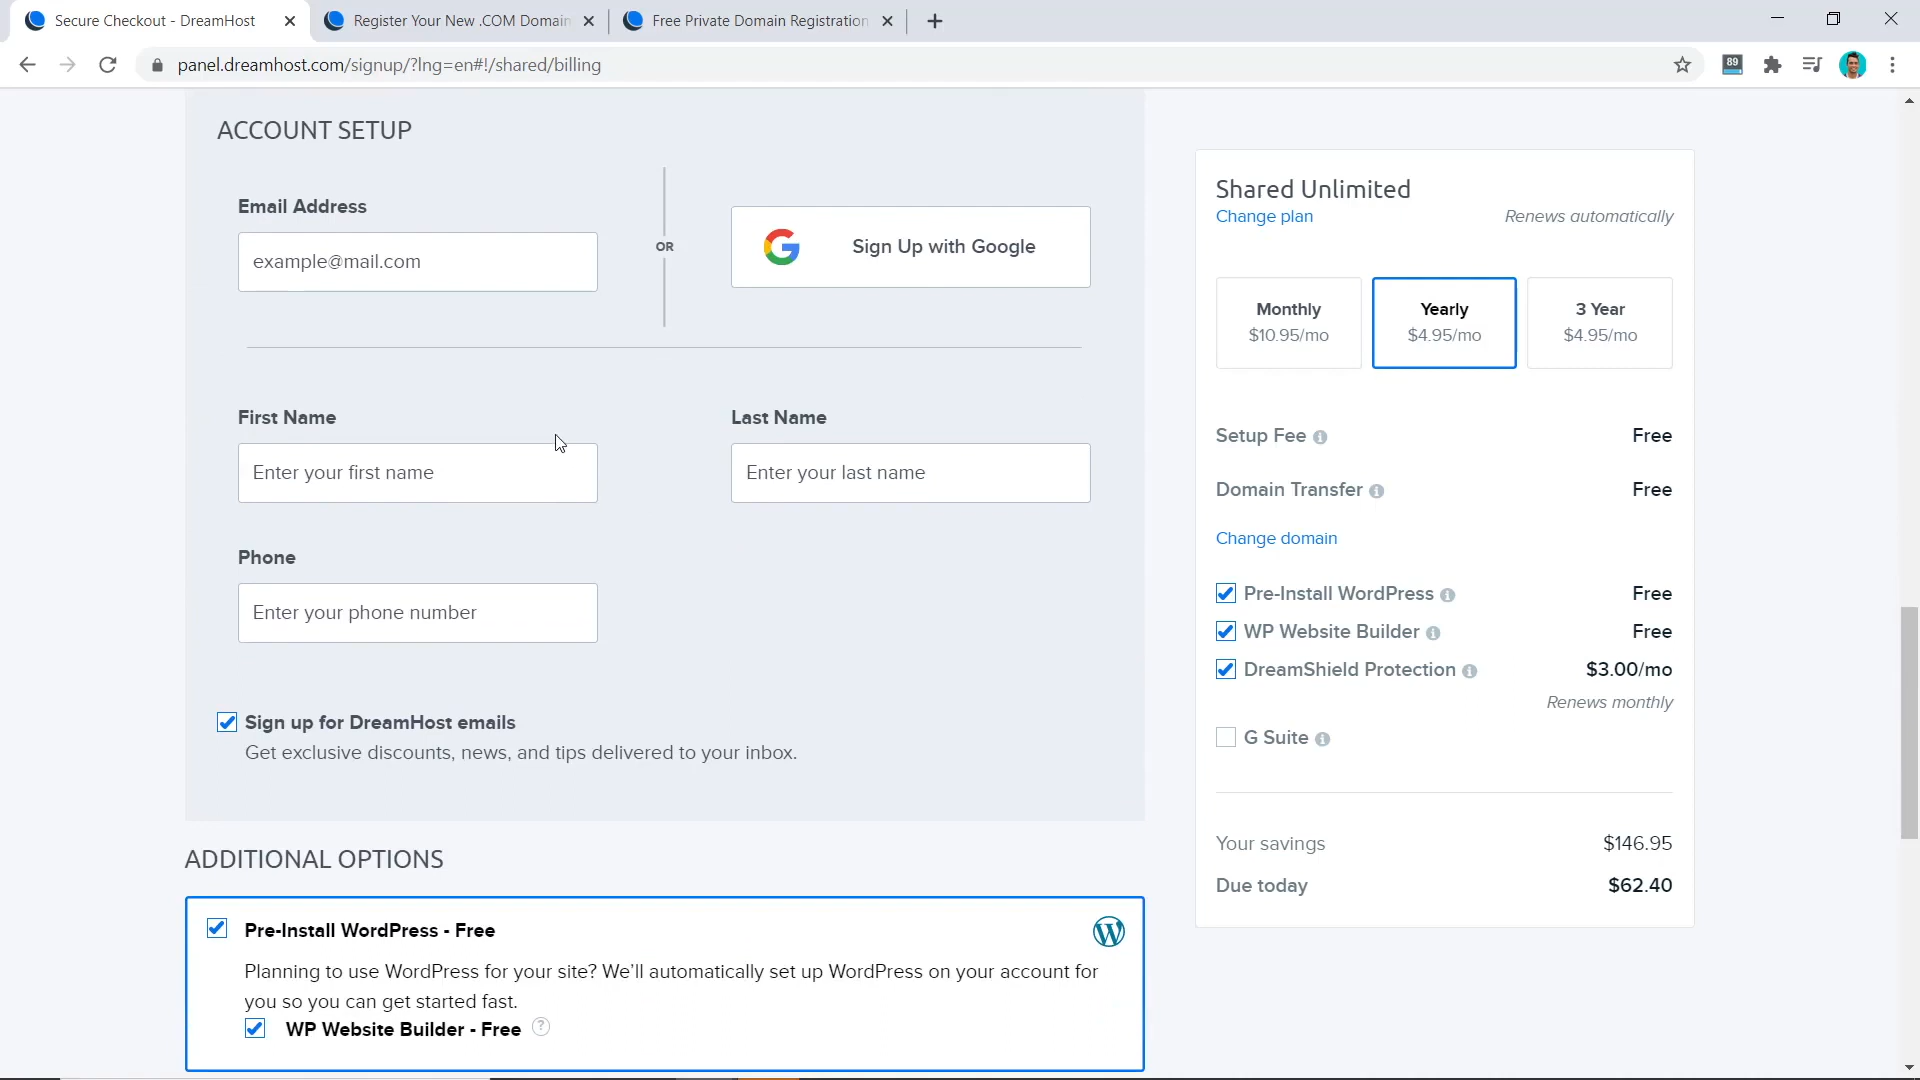 Secure Checkout - DreamHost
Register Your New .COM Domain
Free Private Domain Registration
panel.dreamhost.com/signup/?lng=en#!/shared/billing
89
ACCOUNT SETUP
Email Address
example@mail.com
OR
Sign Up with Google
First Name
Enter your first name
Last Name
Enter your last name
Phone
Enter your phone number
Sign up for DreamHost emails
Get exclusive discounts, news, and tips delivered to your inbox.
ADDITIONAL OPTIONS
Pre-Install WordPress - Free
Planning to use WordPress for your site? We'll automatically set up WordPress on your account for
you so you can get started fast.
WP Website Builder - Free ?
Shared Unlimited
Change plan
Renews automatically
Monthly
$10.95/mo
Yearly
$4.95/mo
3 Year
$4.95/mo
Setup Fee Free
Domain Transfer Free
Change domain
Pre-Install WordPress Free
WP Website Builder Free
DreamShield Protection $3.00/mo
Renews monthly
G Suite
Your savings $146.95
Due today $62.40